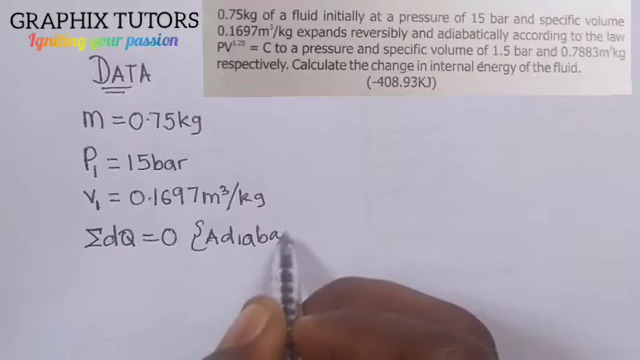 GRAPHIX TUTORS
Igniting your passion
0.75kg of a fluid initially at a pressure of 15 bar and specific volume
0.1697m³/kg expands reversibly and adiabatically according to the law
PV¹·²⁵ = C to a pressure and specific volume of 1.5 bar and 0.7883m³kg
respectively. Calculate the change in internal energy of the fluid.
(-408.93KJ)
DATA
m = 0.75kg
P₁ = 15bar
V₁ = 0.1697m³/kg
ΣdQ = 0 {Adiaba